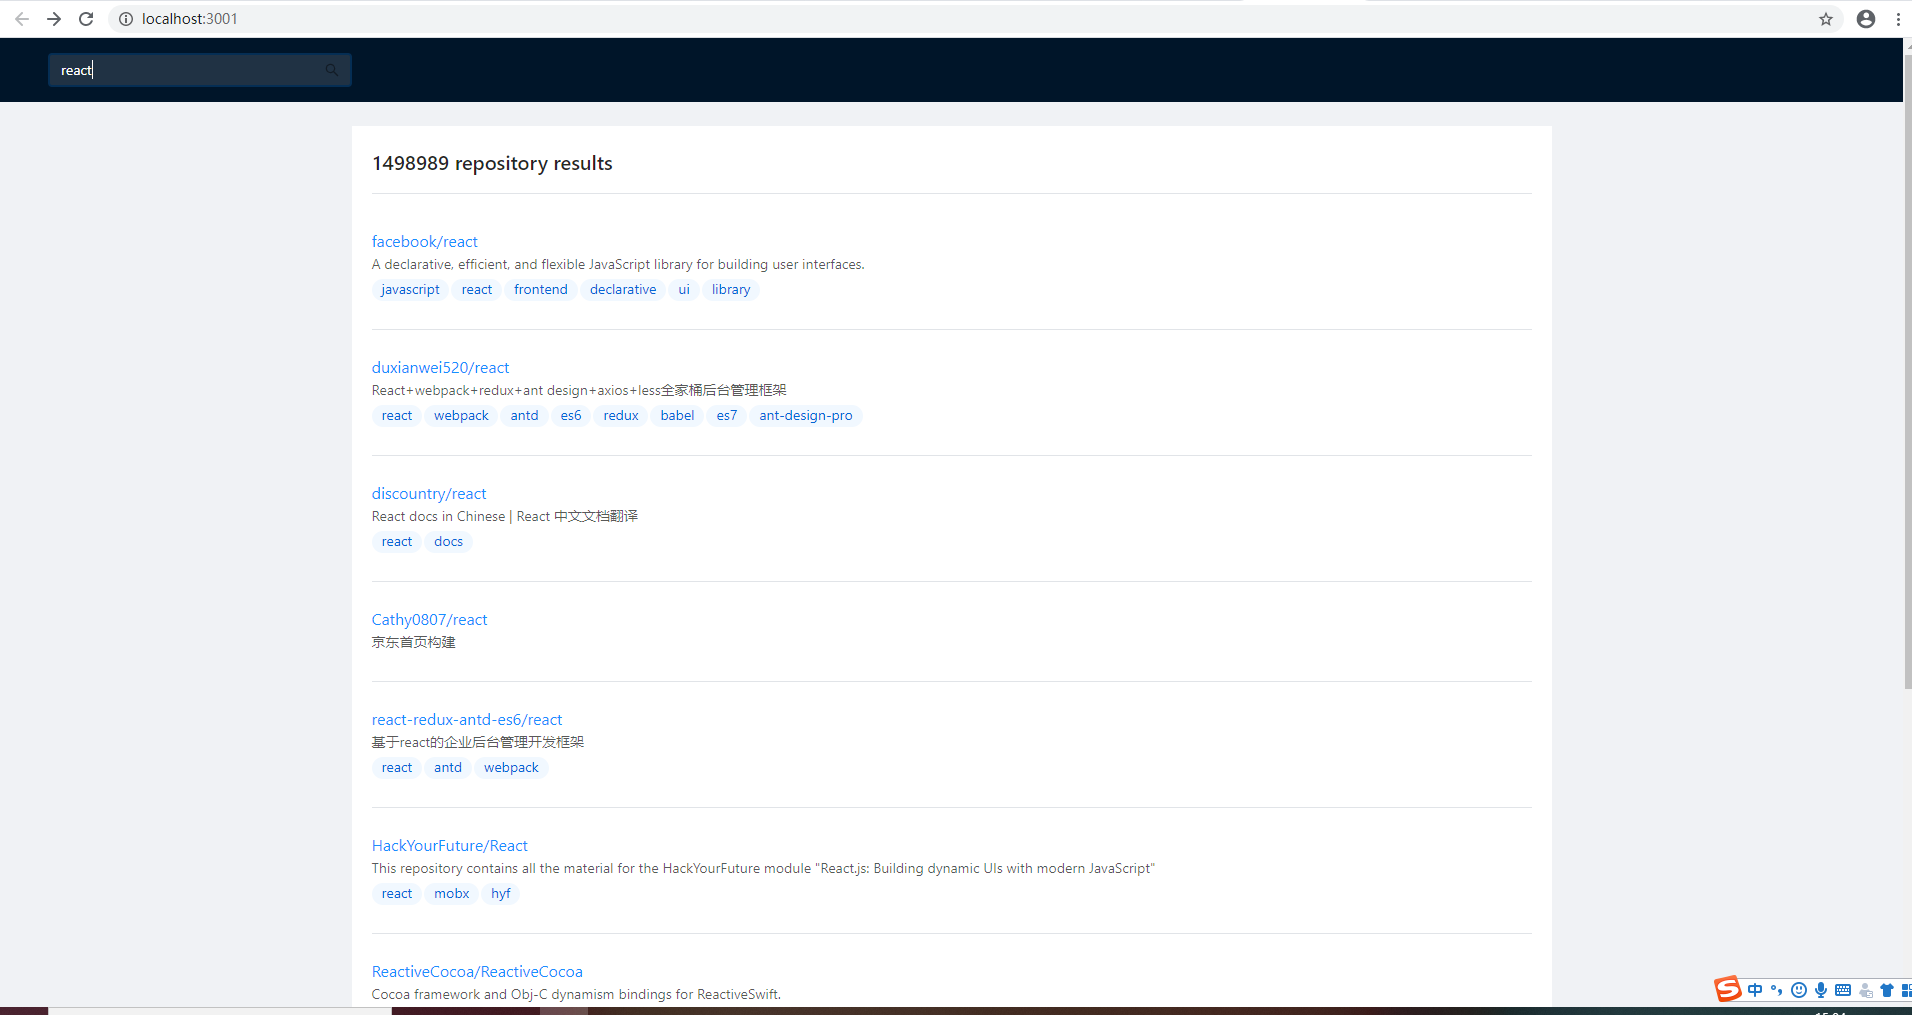 localhost:3001
react
1498989 repository results
facebook/react
A declarative, efficient, and flexible JavaScript library for building user interfaces.
javascript react frontend declarative ui library
duxianwei520/react
React+webpack+redux+ant design+axios+less全家桶后台管理框架
react webpack antd es6 redux babel es7 ant-design-pro
discountry/react
React docs in Chinese | React 中文文档翻译
react docs
Cathy0807/react
京东首页构建
react-redux-antd-es6/react
基于react的企业后台管理开发框架
react antd webpack
HackYourFuture/React
This repository contains all the material for the HackYourFuture module "React.js: Building dynamic UIs with modern JavaScript"
react mobx hyf
ReactiveCocoa/ReactiveCocoa
Cocoa framework and Obj-C dynamism bindings for ReactiveSwift.
S 中